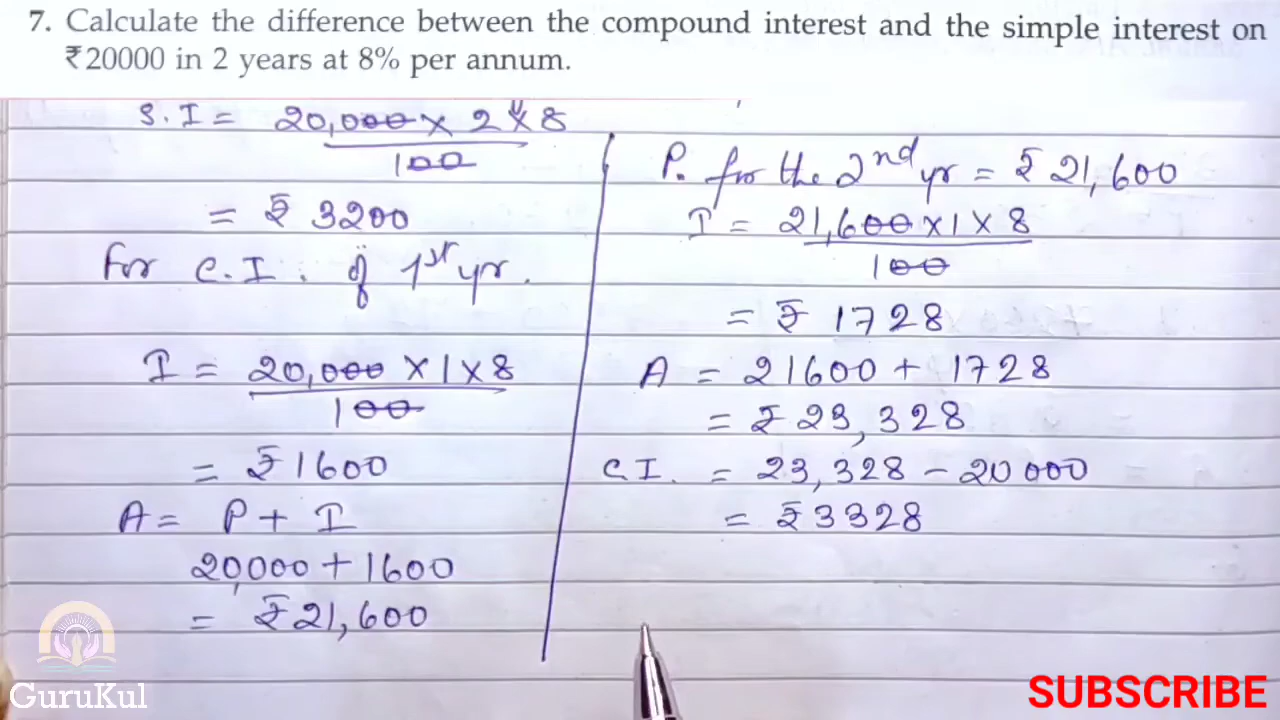 7. Calculate the difference between the compound interest and the simple interest on
₹20000 in 2 years at 8% per annum.
S.I = 20,000 × 2 × 8
100
= ₹ 3200
For C.I. of 1st yr.
I = 20,000 × 1 × 8
100
= ₹1600
A = P + I
20,000 + 1600
= ₹21,600
P. for the 2nd yr = ₹ 21,600
I = 21,600 × 1 × 8
100
= ₹ 1728
A = 21600 + 1728
= ₹ 23,328
C.I. = 23,328 - 20000
= ₹3328
GuruKul
SUBSCRIBE